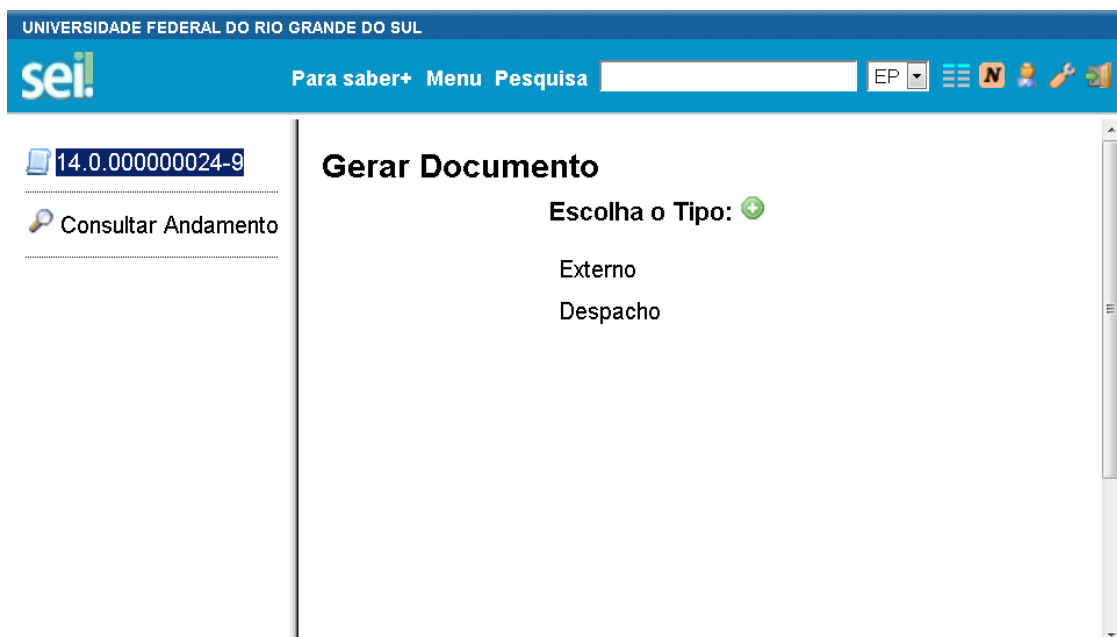 UNIVERSIDADE FEDERAL DO RIO GRANDE DO SUL
sei!
Para saber+ Menu Pesquisa EP N
14.0.000000024-9
Consultar Andamento
Gerar Documento
Escolha o Tipo:
Externo
Despacho